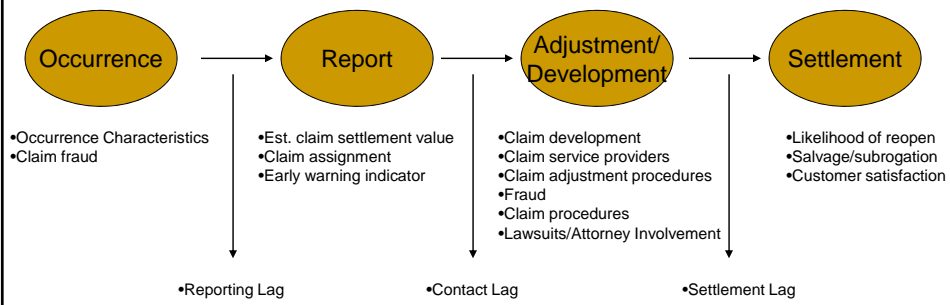 Occurrence
Report
Adjustment/
Development
Settlement
•Occurrence Characteristics
•Claim fraud
•Est. claim settlement value
•Claim assignment
•Early warning indicator
•Claim development
•Claim service providers
•Claim adjustment procedures
•Fraud
•Claim procedures
•Lawsuits/Attorney Involvement
•Likelihood of reopen
•Salvage/subrogation
•Customer satisfaction
•Reporting Lag
•Contact Lag
•Settlement Lag